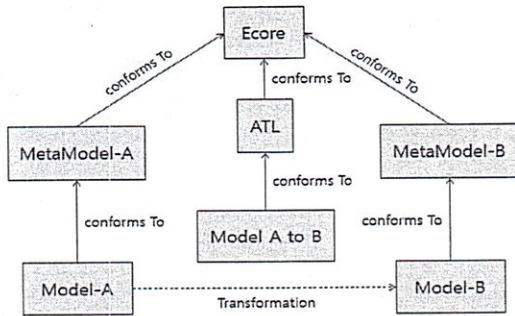 Ecore
conforms To
conforms To
conforms To
ATL
MetaModel-A
MetaModel-B
conforms To
conforms To
conforms To
Model A to B
Model-A
Model-B
Transformation